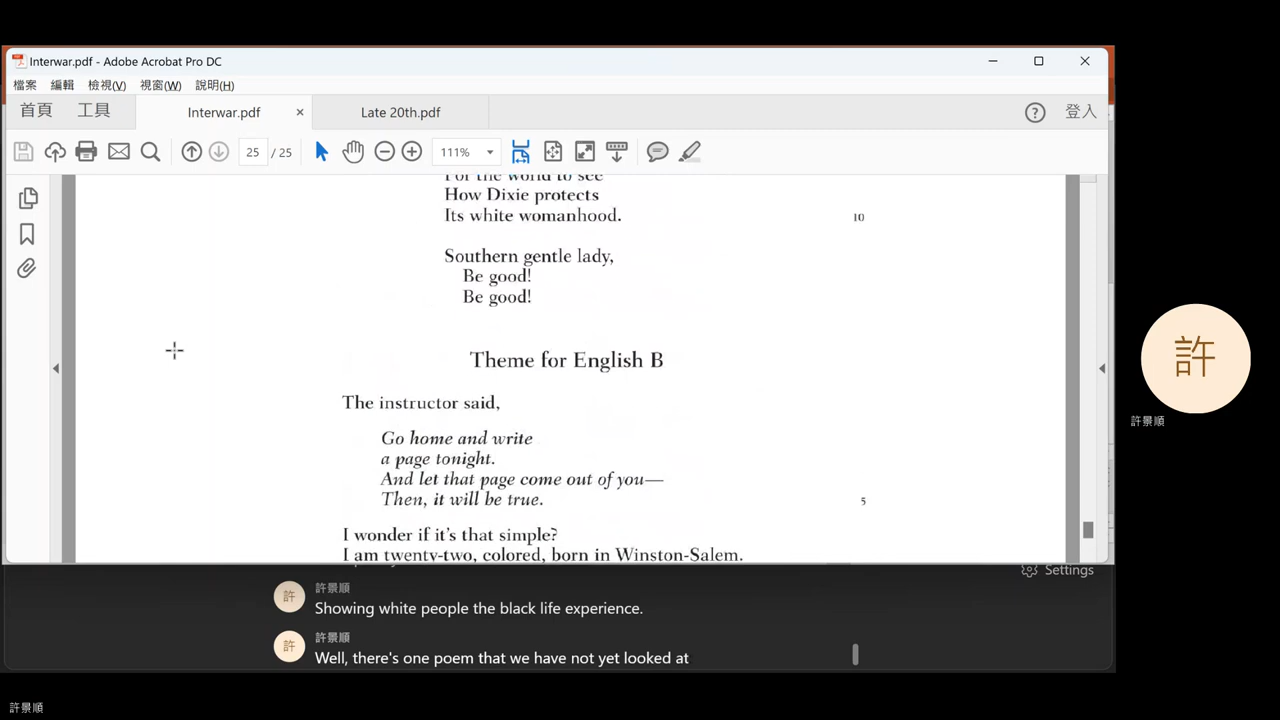 Interwar.pdf - Adobe Acrobat Pro DC
檔案 編輯 檢視(V) 視窗(W) 說明(H)
首頁 工具 Interwar.pdf × Late 20th.pdf ? 登入
25 / 25 111%
For the world to see
How Dixie protects
Its white womanhood. 10
Southern gentle lady,
Be good!
Be good!
Theme for English B
The instructor said,
Go home and write
a page tonight.
And let that page come out of you—
Then, it will be true. 5
I wonder if it's that simple?
I am twenty-two, colored, born in Winston-Salem.
Settings
許 許景順
Showing white people the black life experience.
許 許景順
Well, there's one poem that we have not yet looked at
許
許景順
許景順